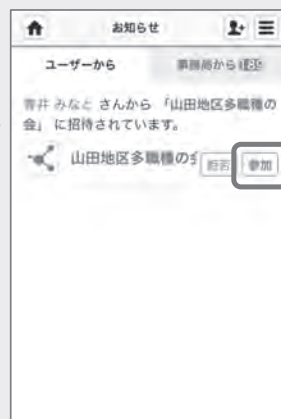 お知らせ
ユーザーから
事務局から 189
青井 みなと さんから 「山田地区多職種の
会」 に招待されています。
山田地区多職種の
拒否
参加